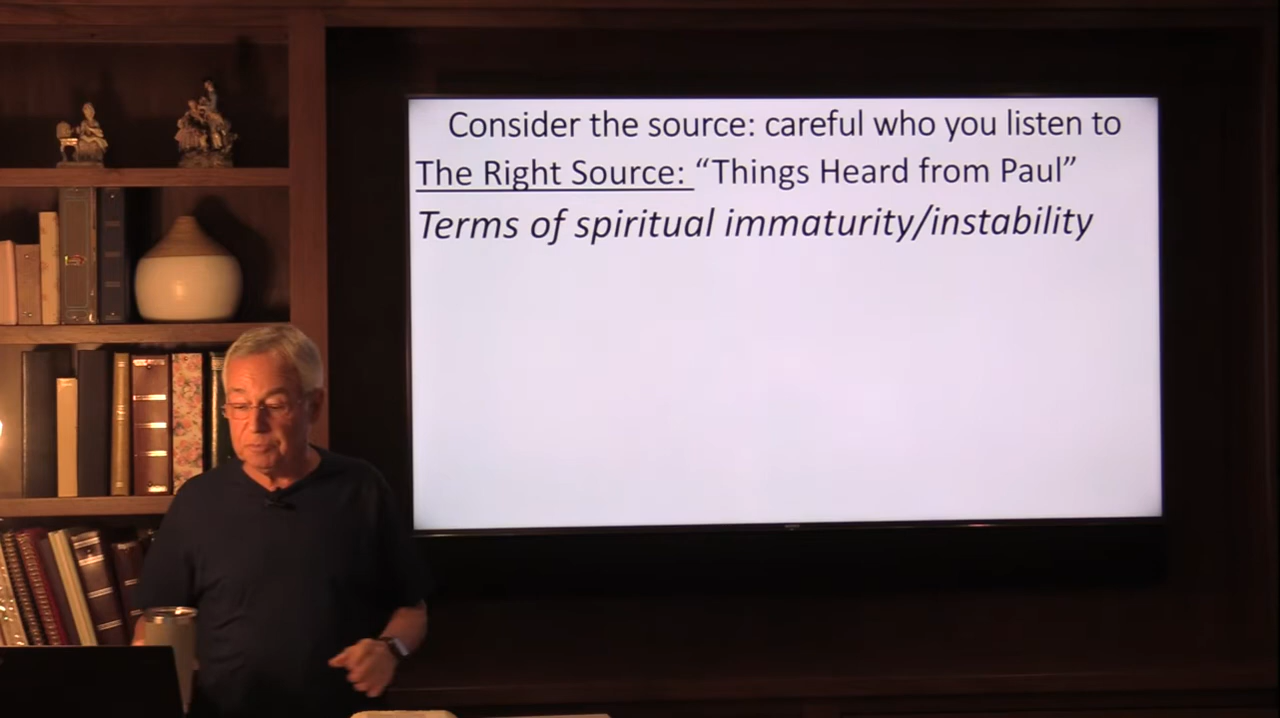 Consider the source: careful who you listen to
The Right Source: “Things Heard from Paul”
Terms of spiritual immaturity/instability